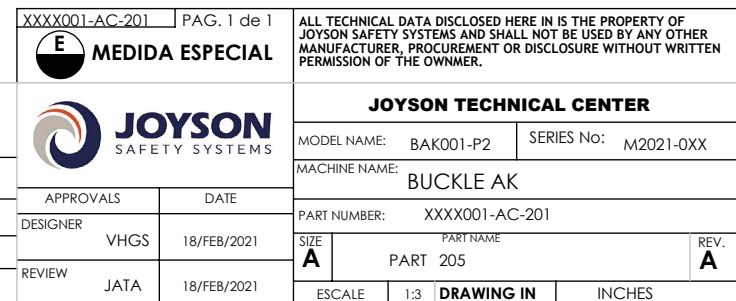 XXXX001-AC-201 PAG. 1 de 1
E MEDIDA ESPECIAL
ALL TECHNICAL DATA DISCLOSED HERE IN IS THE PROPERTY OF
JOYSON SAFETY SYSTEMS AND SHALL NOT BE USED BY ANY OTHER
MANUFACTURER, PROCUREMENT OR DISCLOSURE WITHOUT WRITTEN
PERMISSION OF THE OWNMER.
JOYSON
SAFETY SYSTEMS
JOYSON TECHNICAL CENTER
MODEL NAME: BAK001-P2 SERIES No: M2021-0XX
MACHINE NAME: BUCKLE AK
APPROVALS DATE
PART NUMBER: XXXX001-AC-201
DESIGNER VHGS 18/FEB/2021
SIZE A PART NAME PART 205 REV. A
REVIEW JATA 18/FEB/2021
ESCALE 1:3 DRAWING IN INCHES